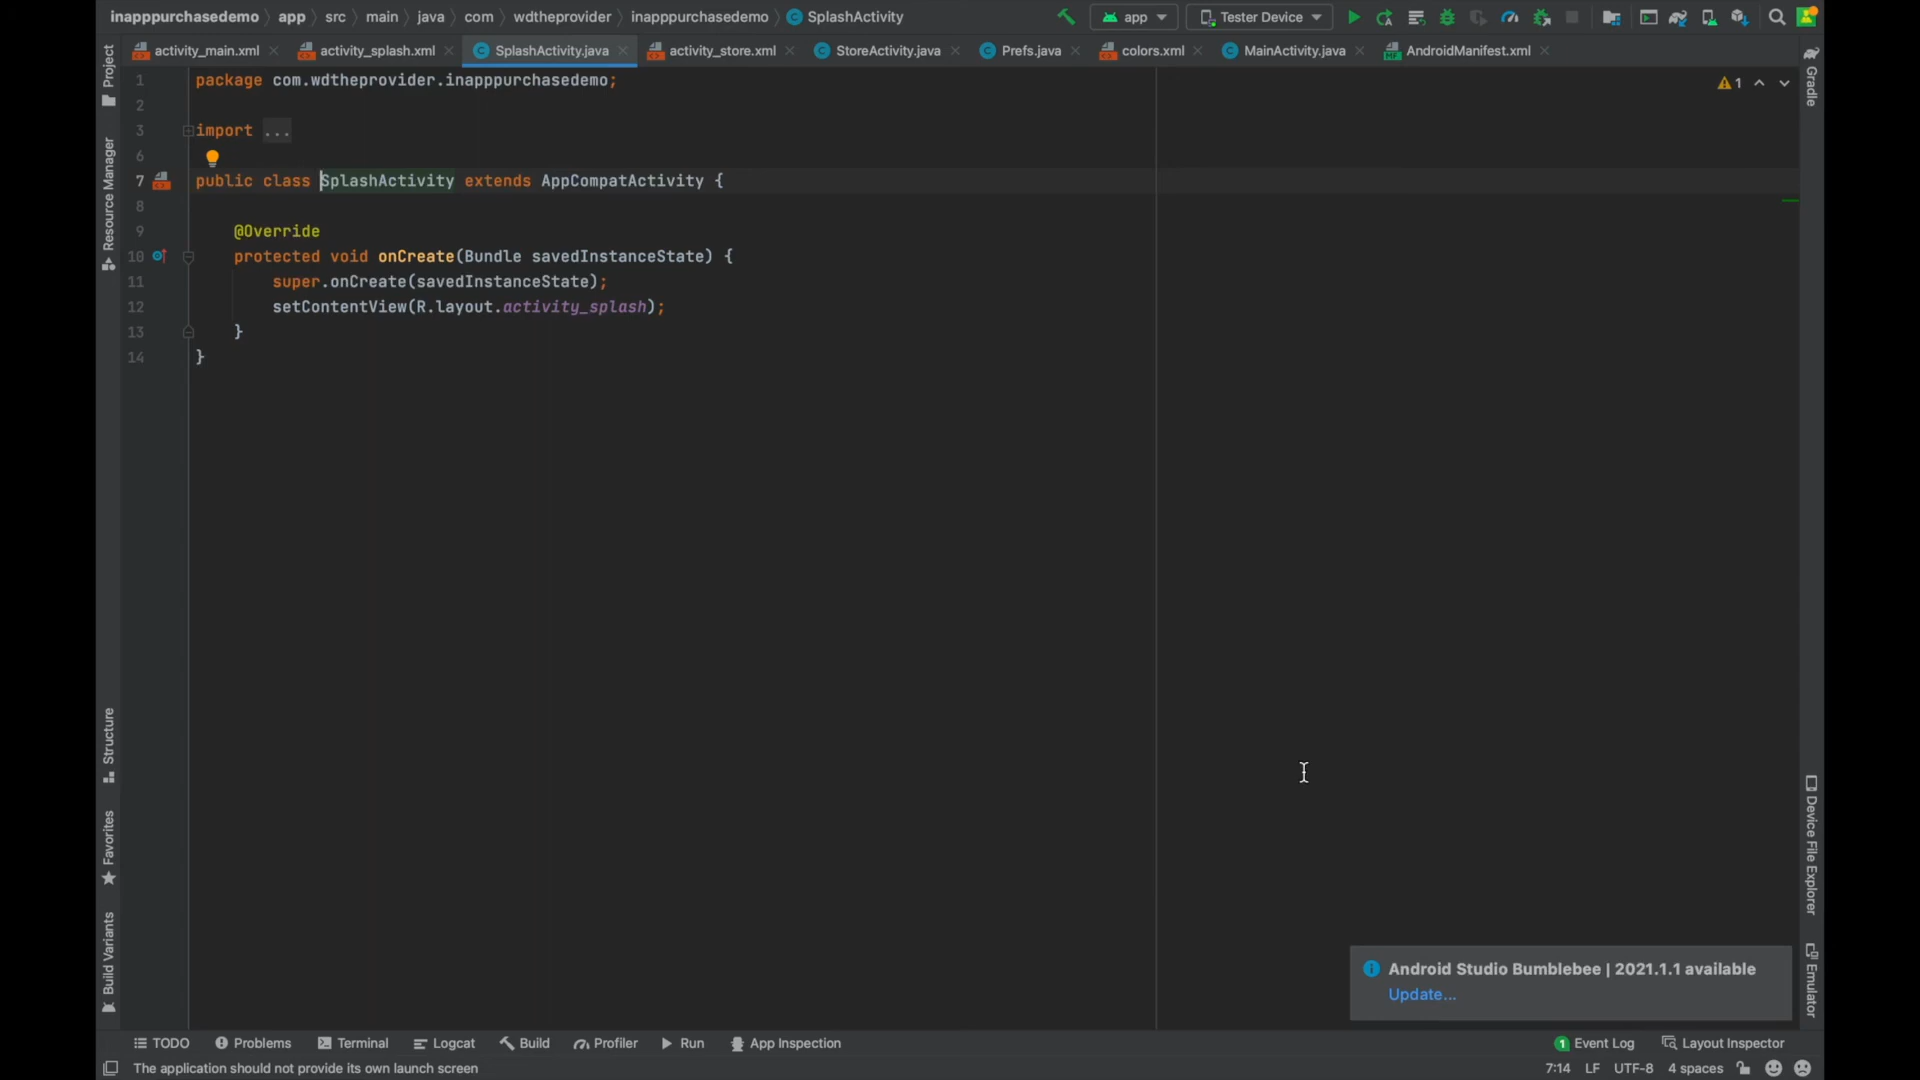 inapppurchasedemo › app › src › main › java › com › wdtheprovider › inapppurchasedemo › SplashActivity
app
Tester Device
activity_main.xml
activity_splash.xml
SplashActivity.java
activity_store.xml
StoreActivity.java
Prefs.java
colors.xml
MainActivity.java
AndroidManifest.xml
Project
Resource Manager
Structure
Favorites
Build Variants
1 package com.wdtheprovider.inapppurchasedemo;
2
3 import ...
6
7 public class SplashActivity extends AppCompatActivity {
8
9 @Override
10 protected void onCreate(Bundle savedInstanceState) {
11 super.onCreate(savedInstanceState);
12 setContentView(R.layout.activity_splash);
13 }
14 }
1
Gradle
Device File Explorer
Emulator
Android Studio Bumblebee | 2021.1.1 available
Update...
TODO
Problems
Terminal
Logcat
Build
Profiler
Run
App Inspection
1 Event Log
Layout Inspector
The application should not provide its own launch screen
7:14 LF UTF-8 4 spaces